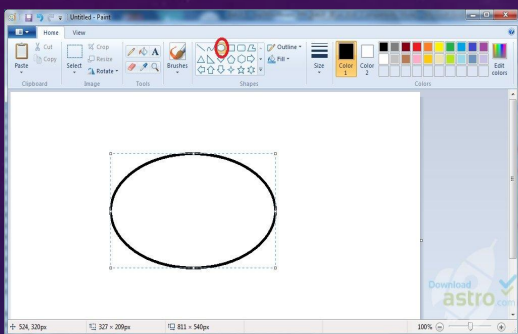 Untitled - Paint
Home View
Cut
Copy
Paste
Clipboard
Crop
Resize
Rotate
Select
Image
A
Tools
Brushes
Outline
Fill
Shapes
Size
Color 1
Color 2
Edit colors
Colors
Download
astro.com
524, 320px
327 × 209px
811 × 540px
100%